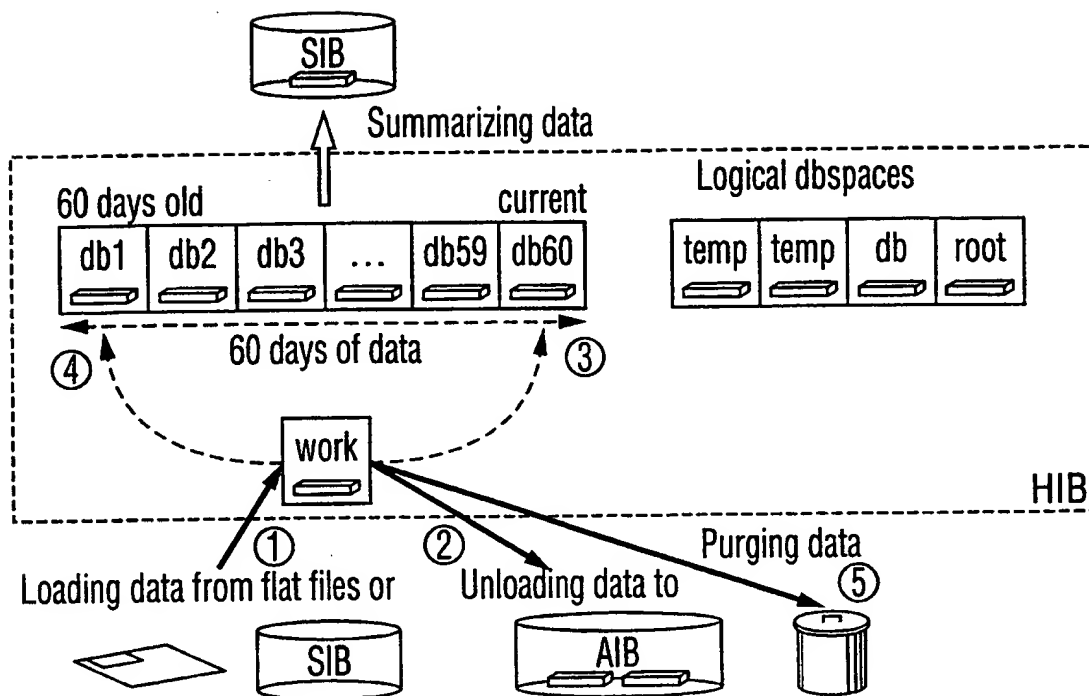 SIB
Summarizing data
Logical dbspaces
60 days old
current
db1 db2 db3 ... db59 db60
temp temp db root
60 days of data
④
③
work
HIB
①
②
Purging data
⑤
Loading data from flat files or
Unloading data to
SIB
AIB